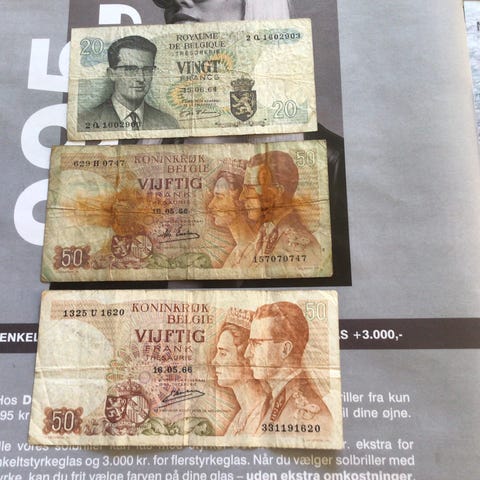 20
ROYAUME
DE BELGIQUE
TRESORERIE
2 Q 1602903
VINGT
FRANCS
15.06.64
20
2 Q 1602903
629 H 0747
KONINKRIJK
BELGIE
50
VIJFTIG
FRANK
THESAURIE
16.05.66
50
157070747
1325 U 1620
KONINKRIJK
BELGIE
50
VIJFTIG
FRANK
THESAURIE
16.05.66
50
331191620
ENKEL
S +3.000,-
Hos D
riller fra kun
95 kr
til dine øjne.
ekstra for
nkeltstyrkeglas og 3.000 kr. for flerstyrkeglas. Når du vælger solbriller med
yrke, kan du frit vælge farven på dine glas – uden ekstra omkostninger.